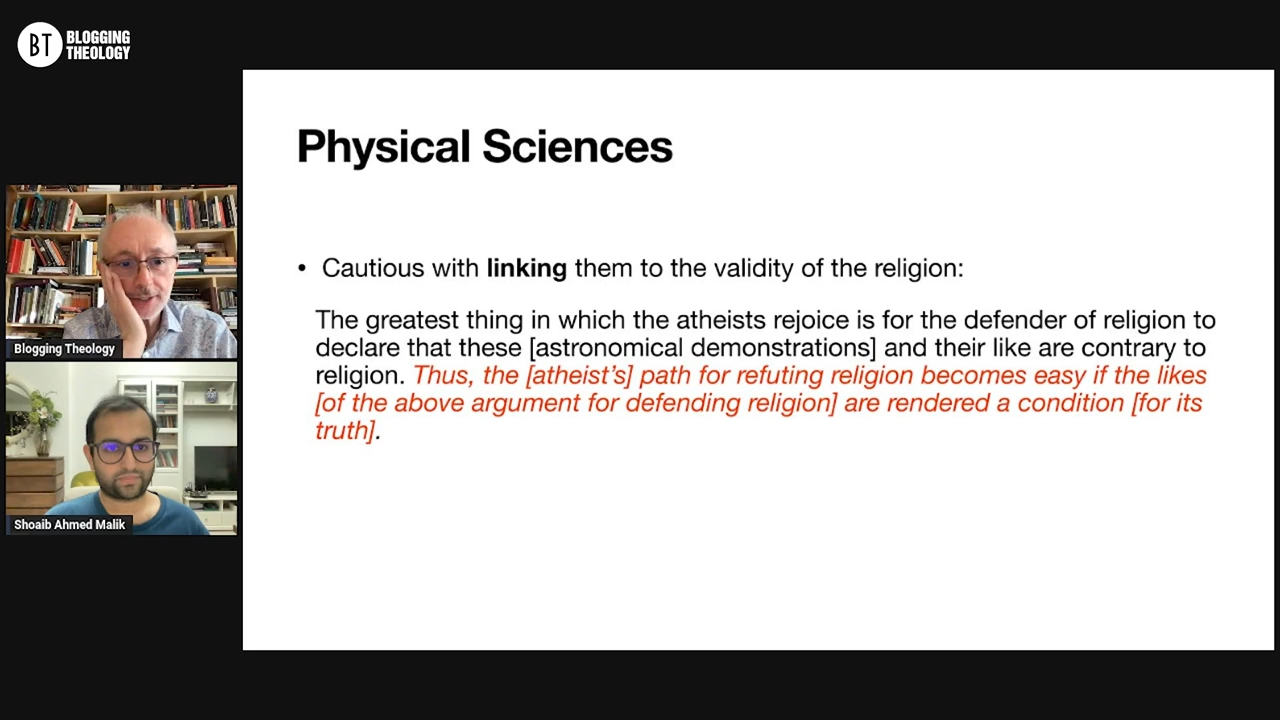 BT BLOGGING
THEOLOGY
Physical Sciences
• Cautious with linking them to the validity of the religion:
The greatest thing in which the atheists rejoice is for the defender of religion to
declare that these [astronomical demonstrations] and their like are contrary to
religion. Thus, the [atheist’s] path for refuting religion becomes easy if the likes
[of the above argument for defending religion] are rendered a condition [for its
truth].
Blogging Theology
Shoaib Ahmed Malik